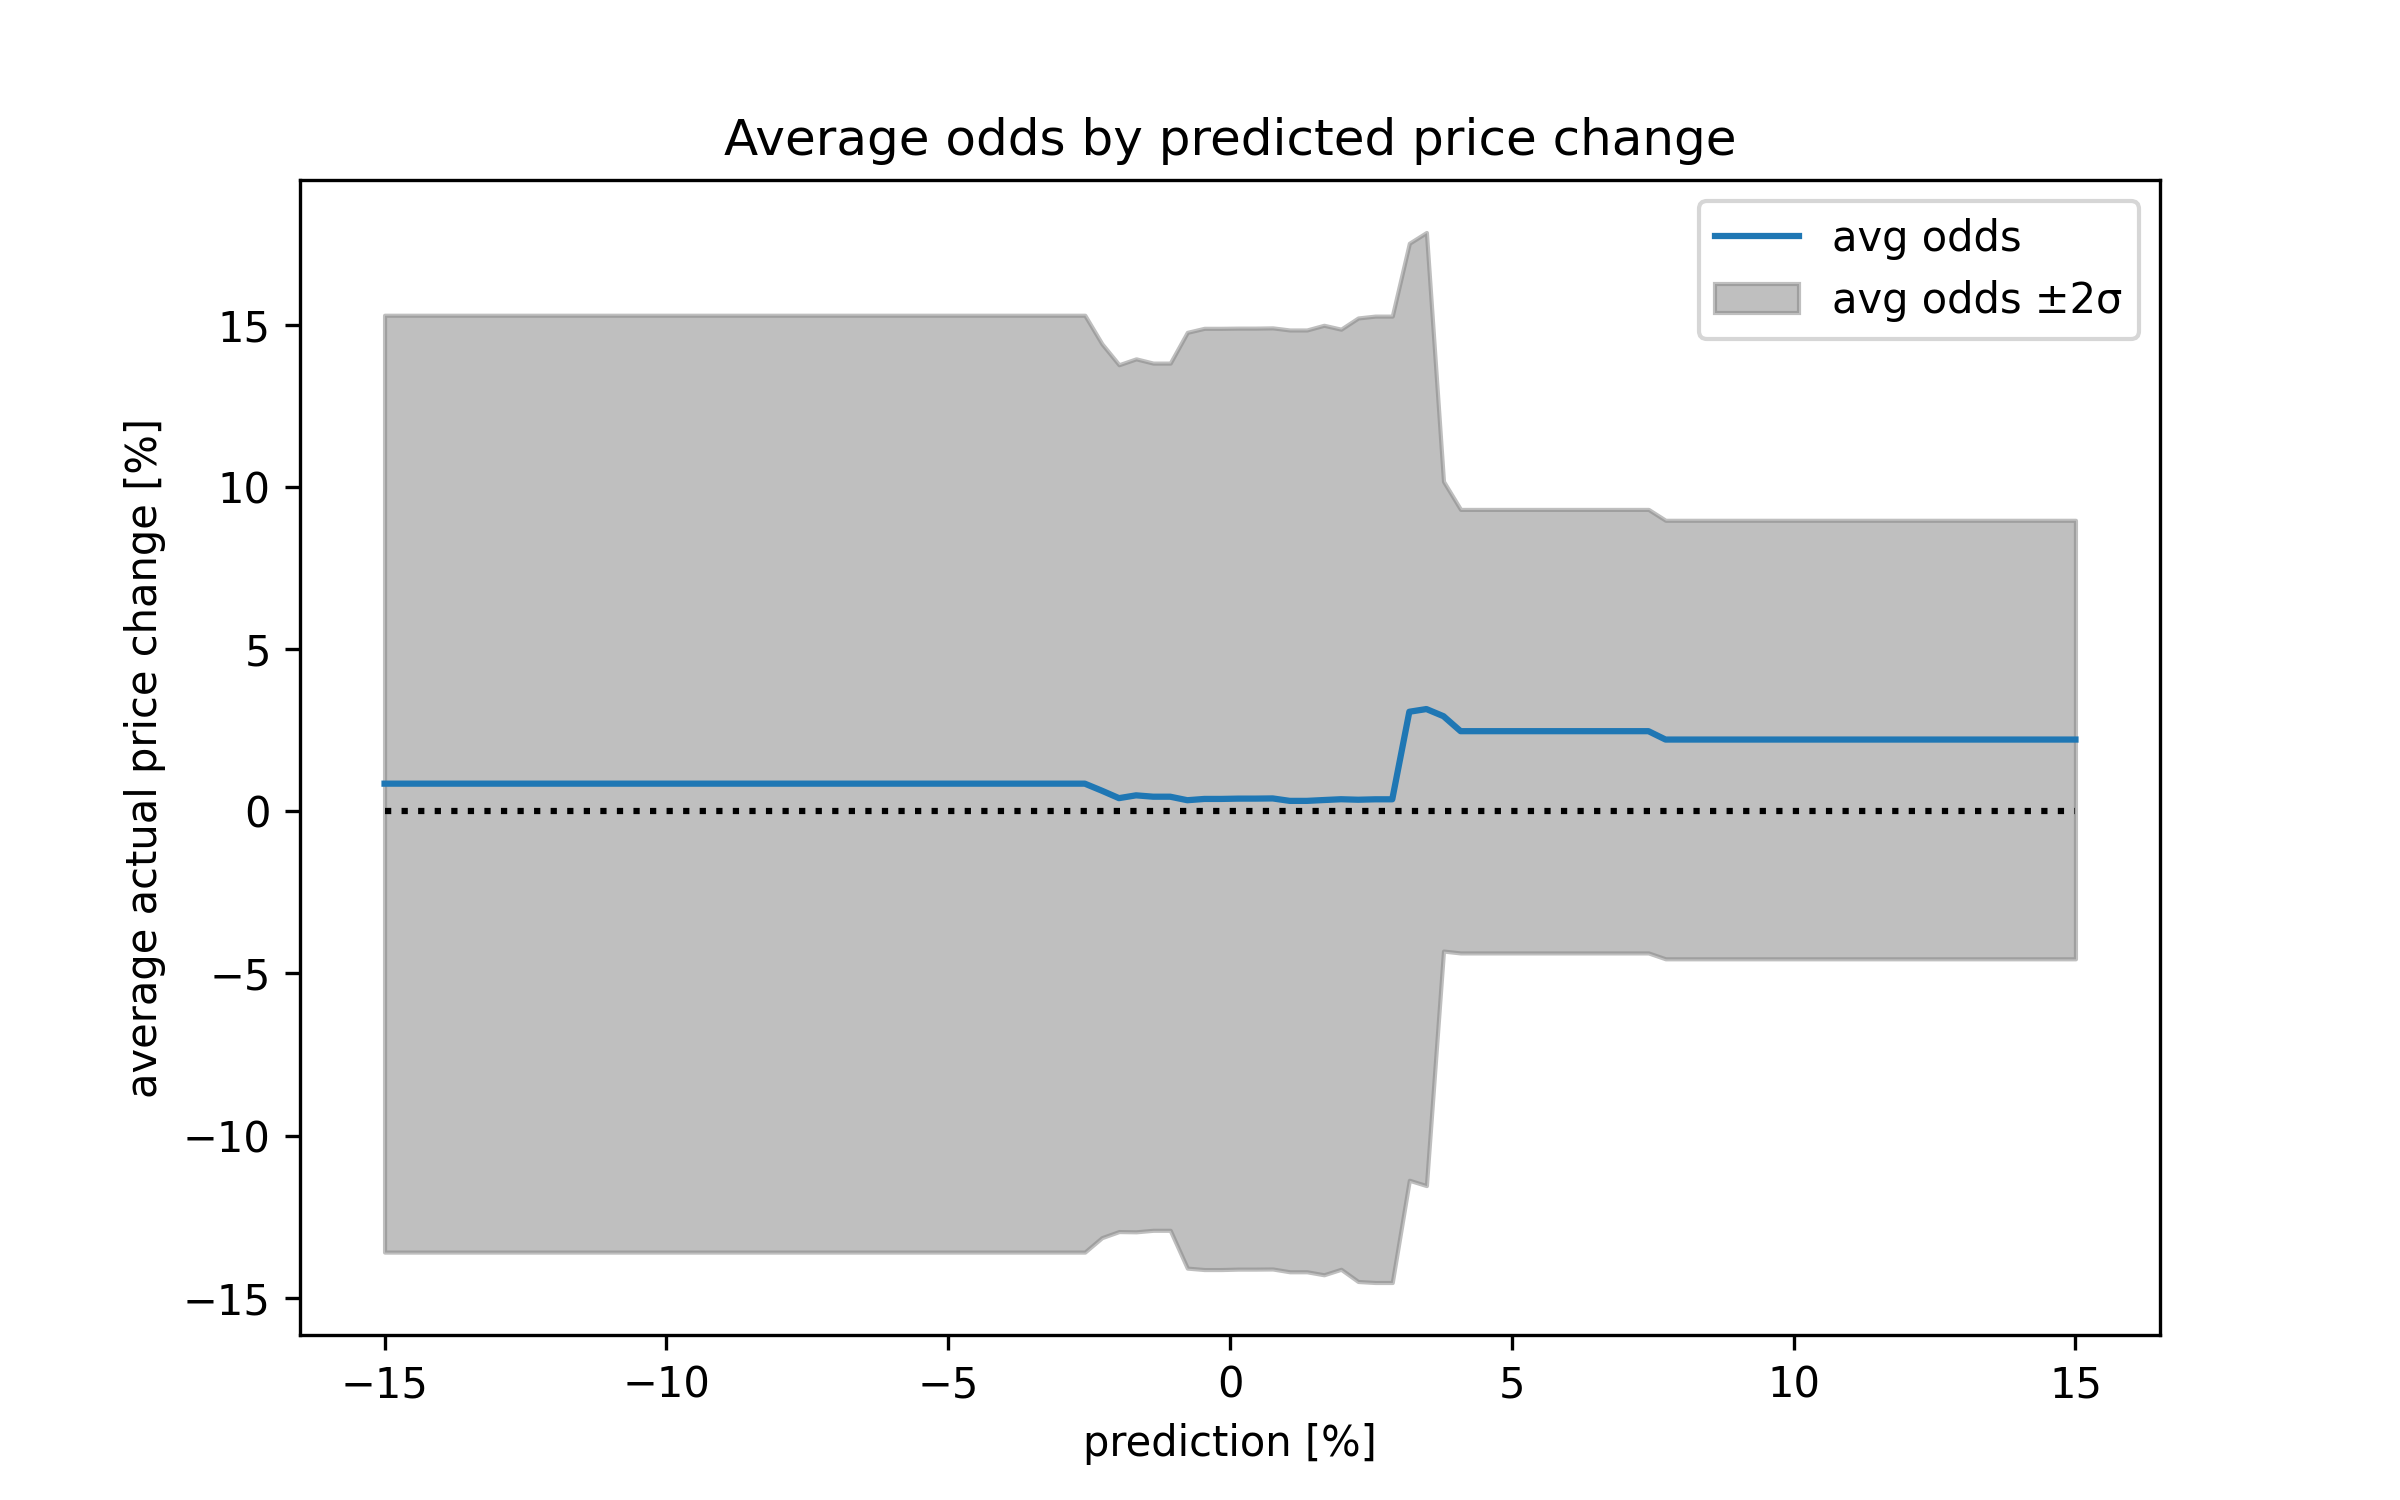 Average odds by predicted price change
avg odds
avg odds ±2σ
average actual price change [%]
15
10
5
0
−5
−10
−15
−15
−10
−5
0
5
10
15
prediction [%]